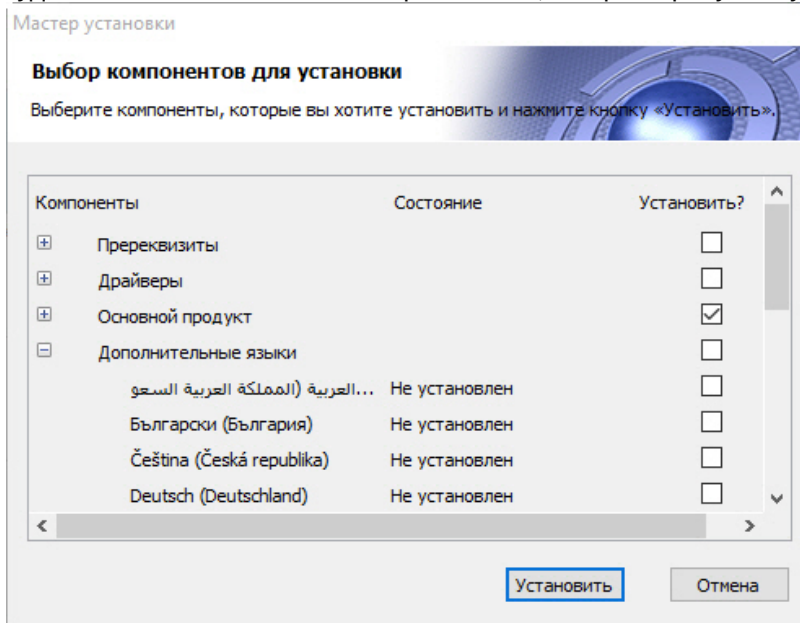 Мастер установки
Выбор компонентов для установки
Выберите компоненты, которые вы хотите установить и нажмите кнопку «Установить».
Компоненты Состояние Установить?
Пререквизиты
Драйверы
Основной продукт
Дополнительные языки
العربية (المملكة العربية السعو... Не установлен
Български (България) Не установлен
Čeština (Česká republika) Не установлен
Deutsch (Deutschland) Не установлен
Установить Отмена